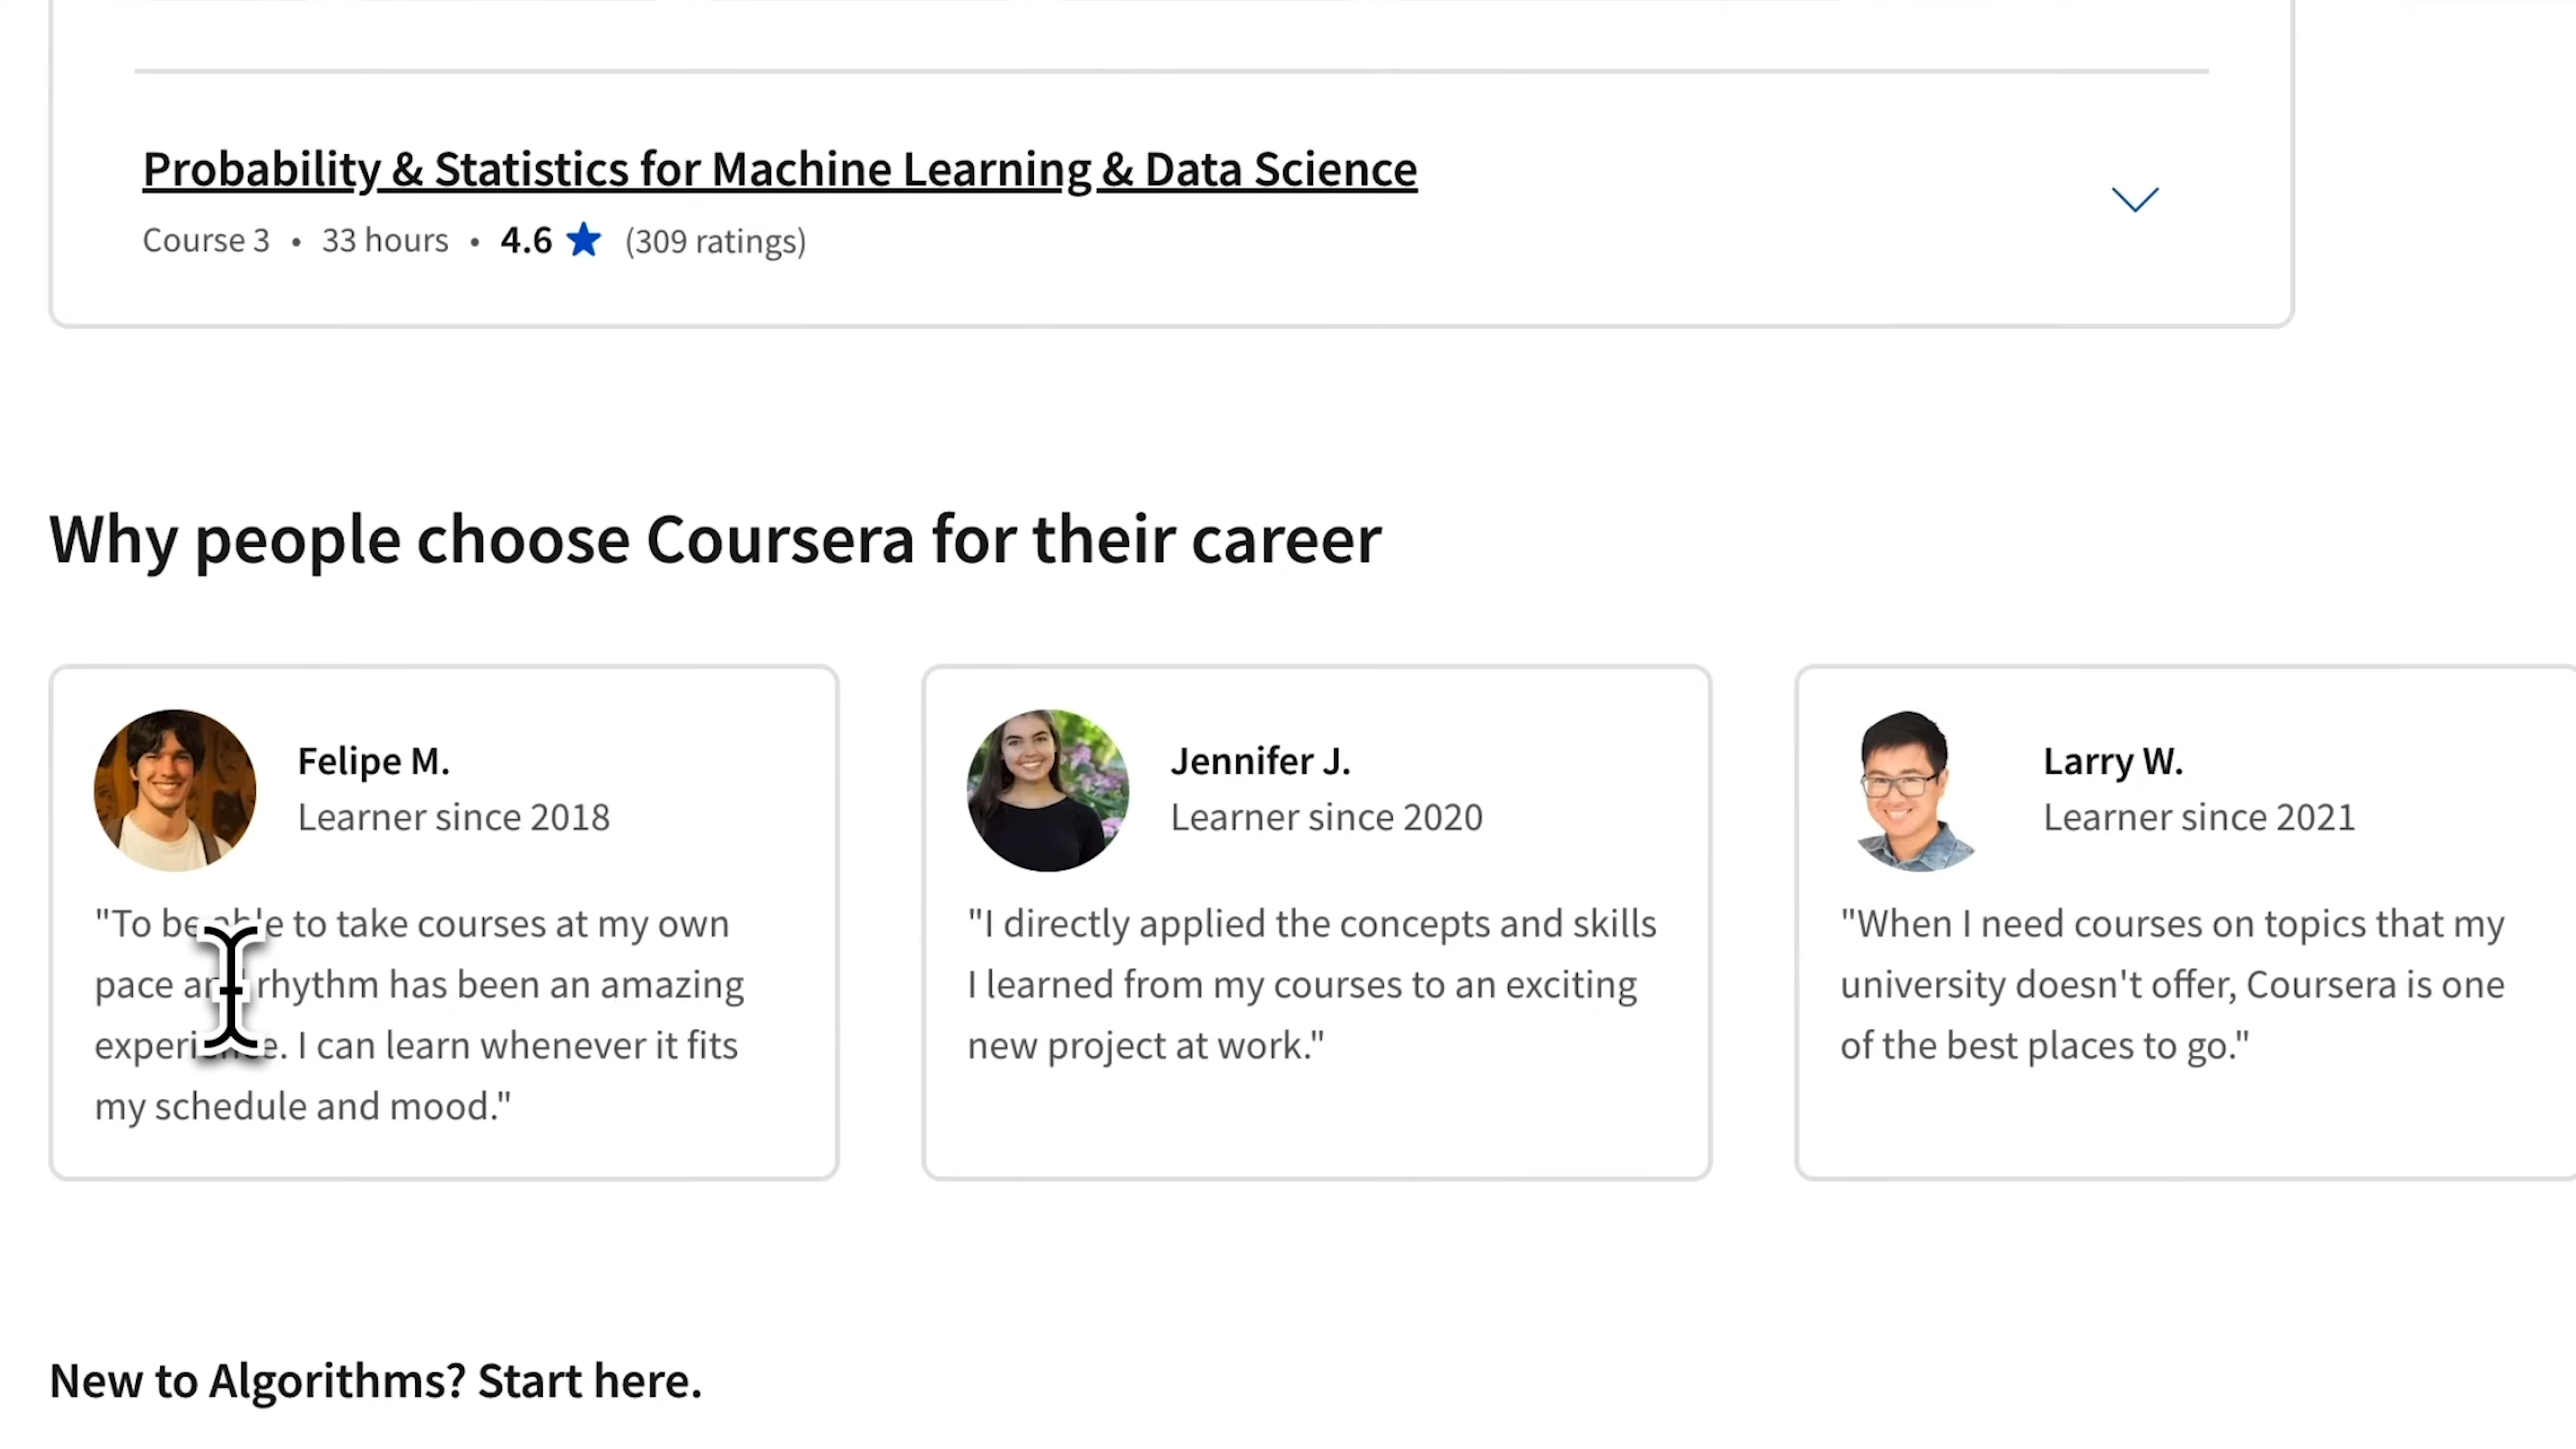 Probability & Statistics for Machine Learning & Data Science
Course 3 • 33 hours • 4.6 ★ (309 ratings)
Why people choose Coursera for their career
Felipe M.
Learner since 2018
"To be able to take courses at my own
pace and rhythm has been an amazing
experience. I can learn whenever it fits
my schedule and mood."
Jennifer J.
Learner since 2020
"I directly applied the concepts and skills
I learned from my courses to an exciting
new project at work."
Larry W.
Learner since 2021
"When I need courses on topics that my
university doesn't offer, Coursera is one
of the best places to go."
New to Algorithms? Start here.